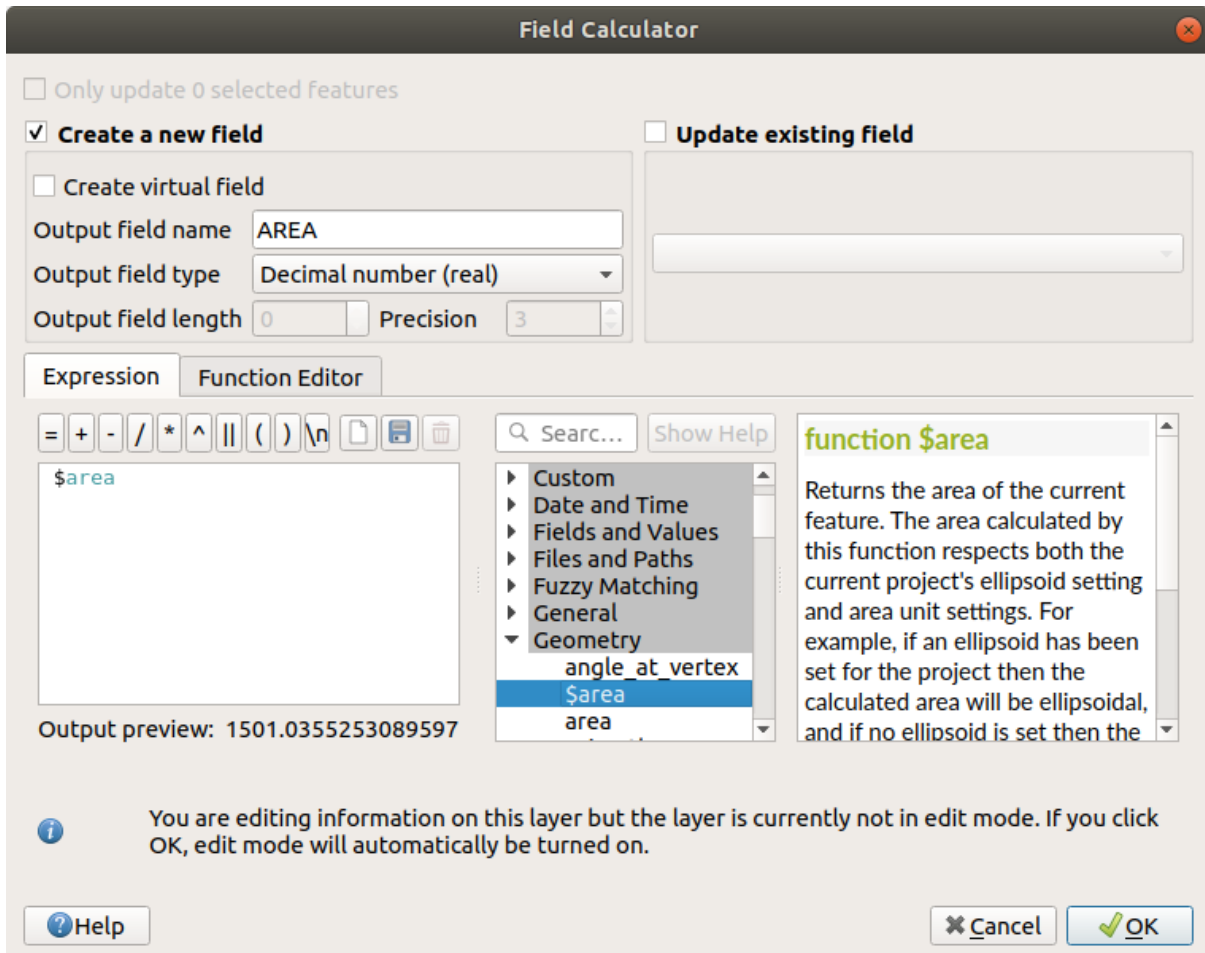 Field Calculator
Only update 0 selected features
Create a new field
Update existing field
Create virtual field
Output field name AREA
Output field type Decimal number (real)
Output field length 0 Precision 3
Expression Function Editor
= + - / * ^ || ( ) \n
Searc... Show Help
$area
Custom
Date and Time
Fields and Values
Files and Paths
Fuzzy Matching
General
Geometry
angle_at_vertex
$area
area
function $area
Returns the area of the current
feature. The area calculated by
this function respects both the
current project's ellipsoid setting
and area unit settings. For
example, if an ellipsoid has been
set for the project then the
calculated area will be ellipsoidal,
and if no ellipsoid is set then the
Output preview: 1501.0355253089597
You are editing information on this layer but the layer is currently not in edit mode. If you click
OK, edit mode will automatically be turned on.
Help
Cancel
OK